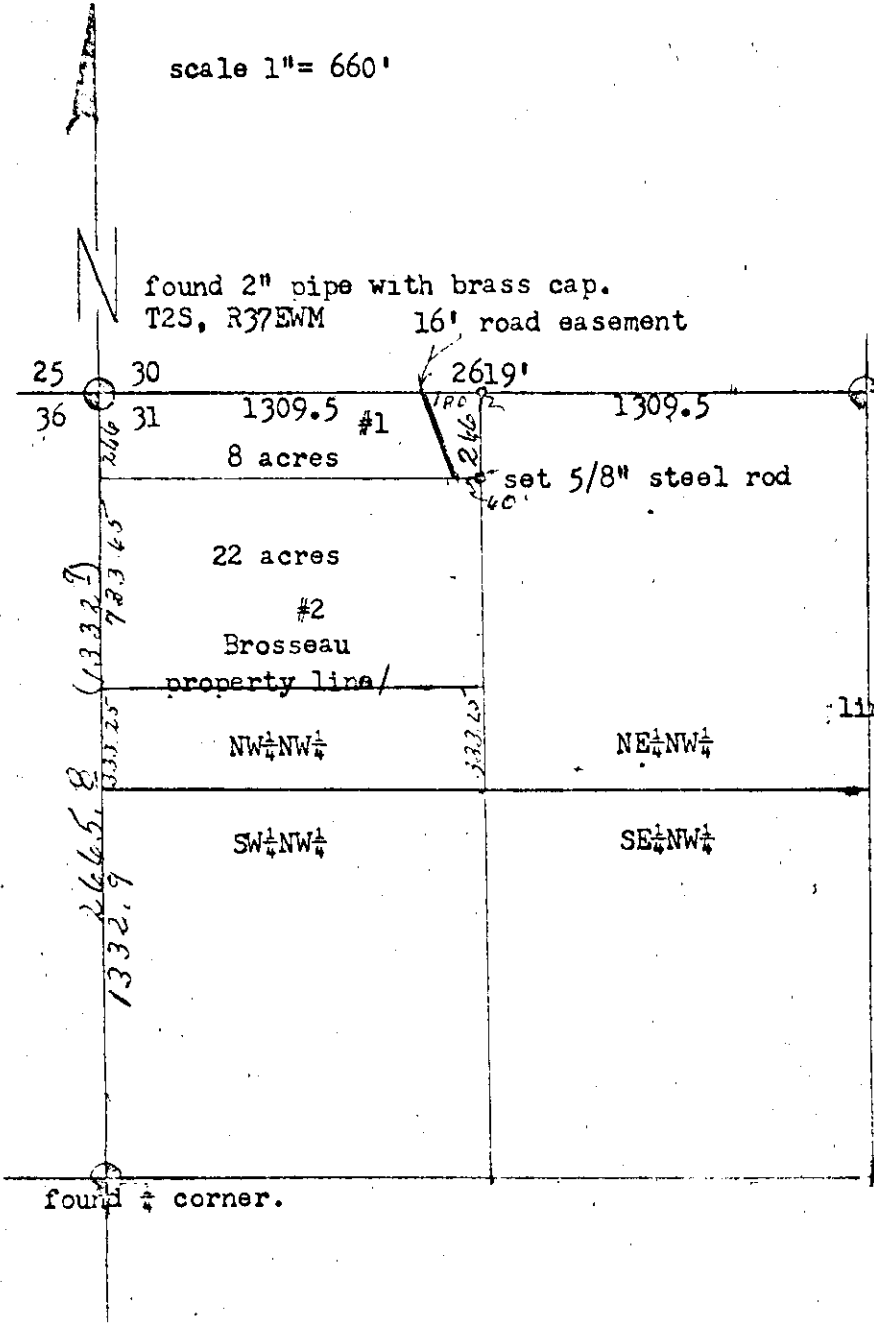 scale 1"= 660'
N
found 2" pipe with brass cap.
T2S, R37EWM
16' road easement
25 30 2619'
36 31 1309.5 #1 180 1309.5
246 8 acres 246
set 5/8" steel rod
40'
22 acres
(1332.9)
#2
Brosseau
property line/
333.25 333.25
NW¼NW¼ NE¼NW¼
2665.8
SW¼NW¼ SE¼NW¼
1332.9
found ¼ corner.